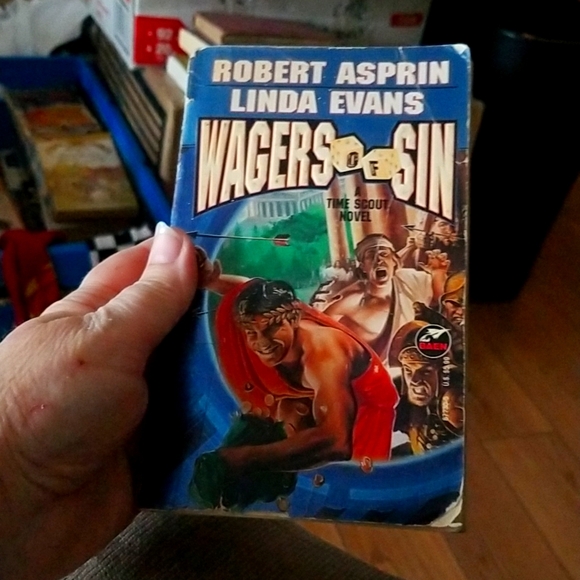 ROBERT ASPRIN
LINDA EVANS
WAGERS OF SIN
A
TIME SCOUT
NOVEL
BAEN